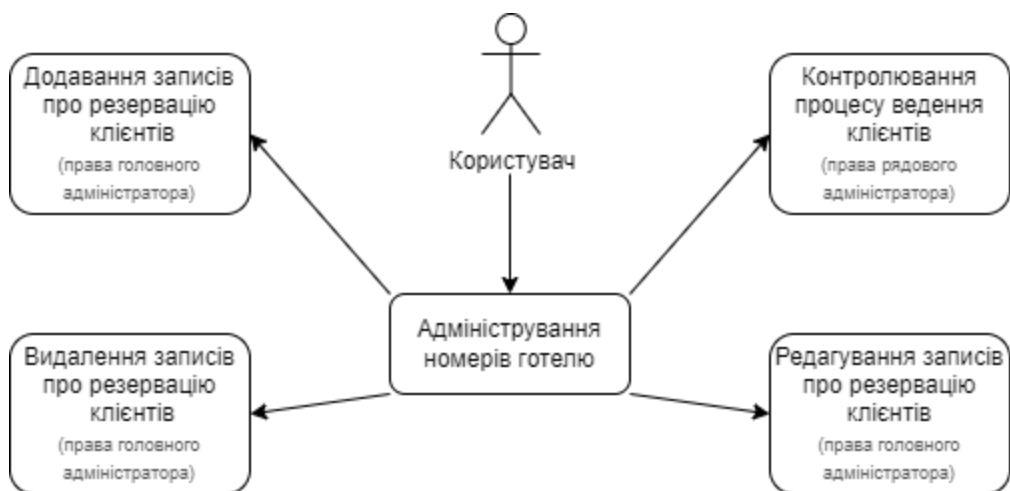 Додавання записів
про резервацію
клієнтів
(права головного
адміністратора)
Користувач
Контролювання
процесу ведення
клієнтів
(права рядового
адміністратора)
Адміністрування
номерів готелю
Видалення записів
про резервацію
клієнтів
(права головного
адміністратора)
Редагування записів
про резервацію
клієнтів
(права головного
адміністратора)